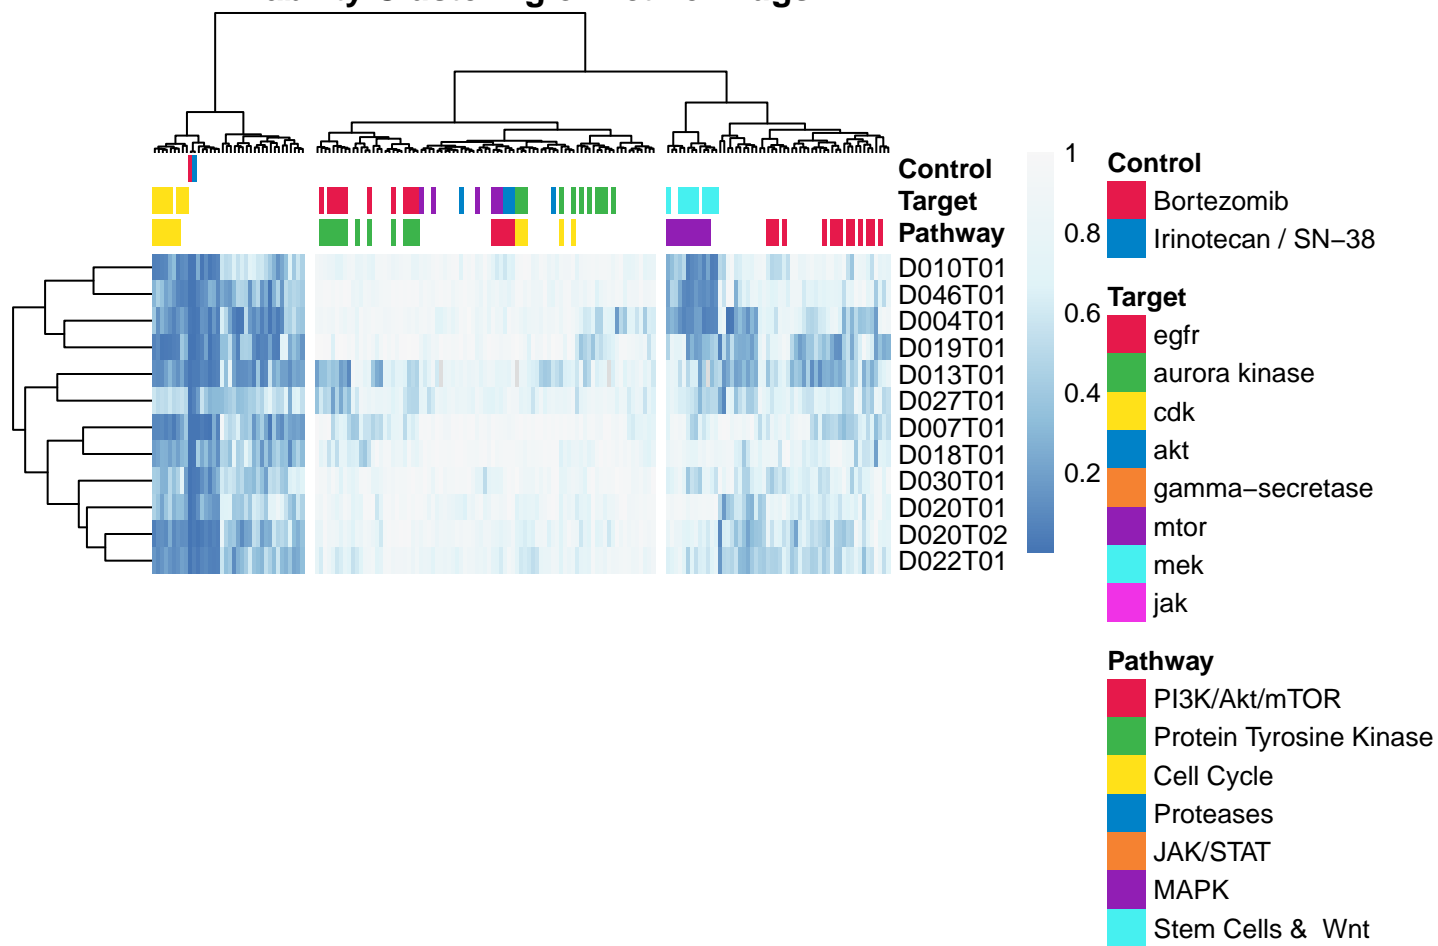 Control
Target
Pathway
D010T01
D046T01
D004T01
D019T01
D013T01
D027T01
D007T01
D018T01
D030T01
D020T01
D020T02
D022T01
1
0.8
0.6
0.4
0.2
Control
Bortezomib
Irinotecan / SN−38
Target
egfr
aurora kinase
cdk
akt
gamma−secretase
mtor
mek
jak
Pathway
PI3K/Akt/mTOR
Protein Tyrosine Kinase
Cell Cycle
Proteases
JAK/STAT
MAPK
Stem Cells &  Wnt